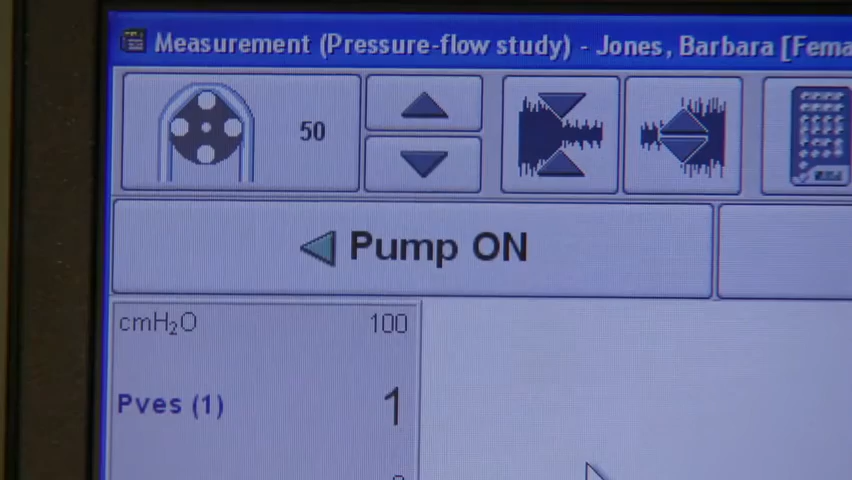 Measurement (Pressure-flow study) - Jones, Barbara [Fema
50
Pump ON
cmH₂O 100
Pves (1) 1